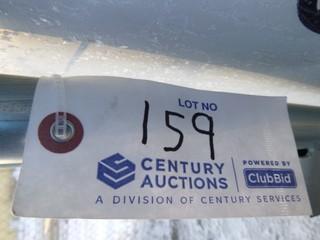 LOT NO
159
CENTURY AUCTIONS
POWERED BY
ClubBid
A DIVISION OF CENTURY SERVICES